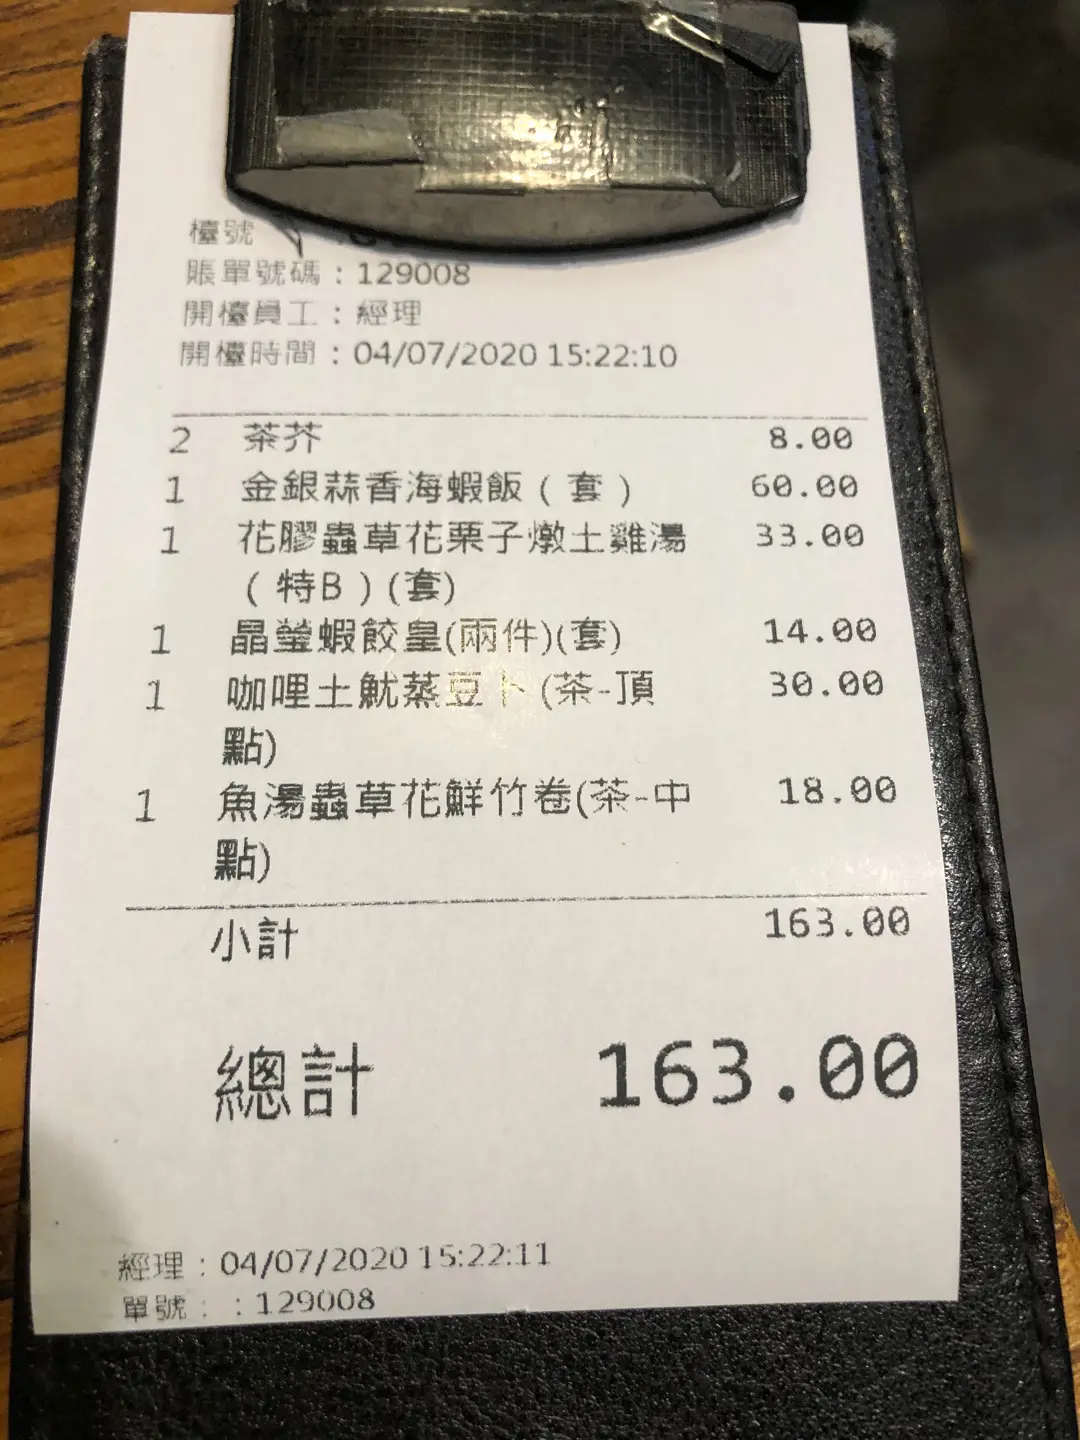 檯號
賬單號碼：129008
開檯員工：經理
開檯時間：04/07/2020 15:22:10
2 茶芥 8.00
1 金銀蒜香海蝦飯（套） 60.00
1 花膠蟲草花栗子燉土雞湯 33.00
（特B）(套)
1 晶瑩蝦餃皇(兩件)(套) 14.00
1 咖哩土魷蒸豆卜(茶-頂 30.00
點)
1 魚湯蟲草花鮮竹卷(茶-中 18.00
點)
小計 163.00
總計 163.00
經理：04/07/2020 15:22:11
單號：：129008